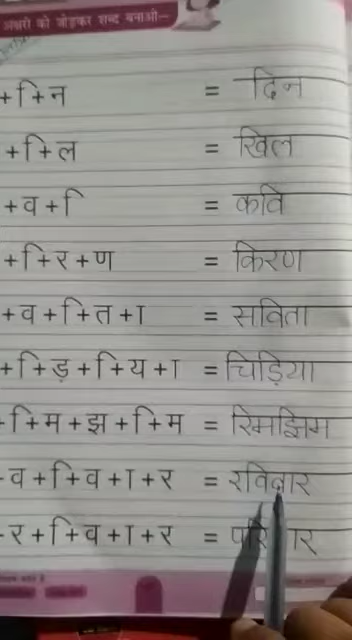 अक्षरों को जोड़कर शब्द बनाओ–
+ ि + न = दिन
+ ि + ल = खिल
+ व + ि = कवि
+ ि + र + ण = किरण
+ व + ि + त + ा = सविता
+ ि + ड़ + ि + य + ा = चिड़िया
+ ि + म + झ + ि + म = रिमझिम
व + ि + व + ा + र = रविवार
र + ि + व + ा + र =